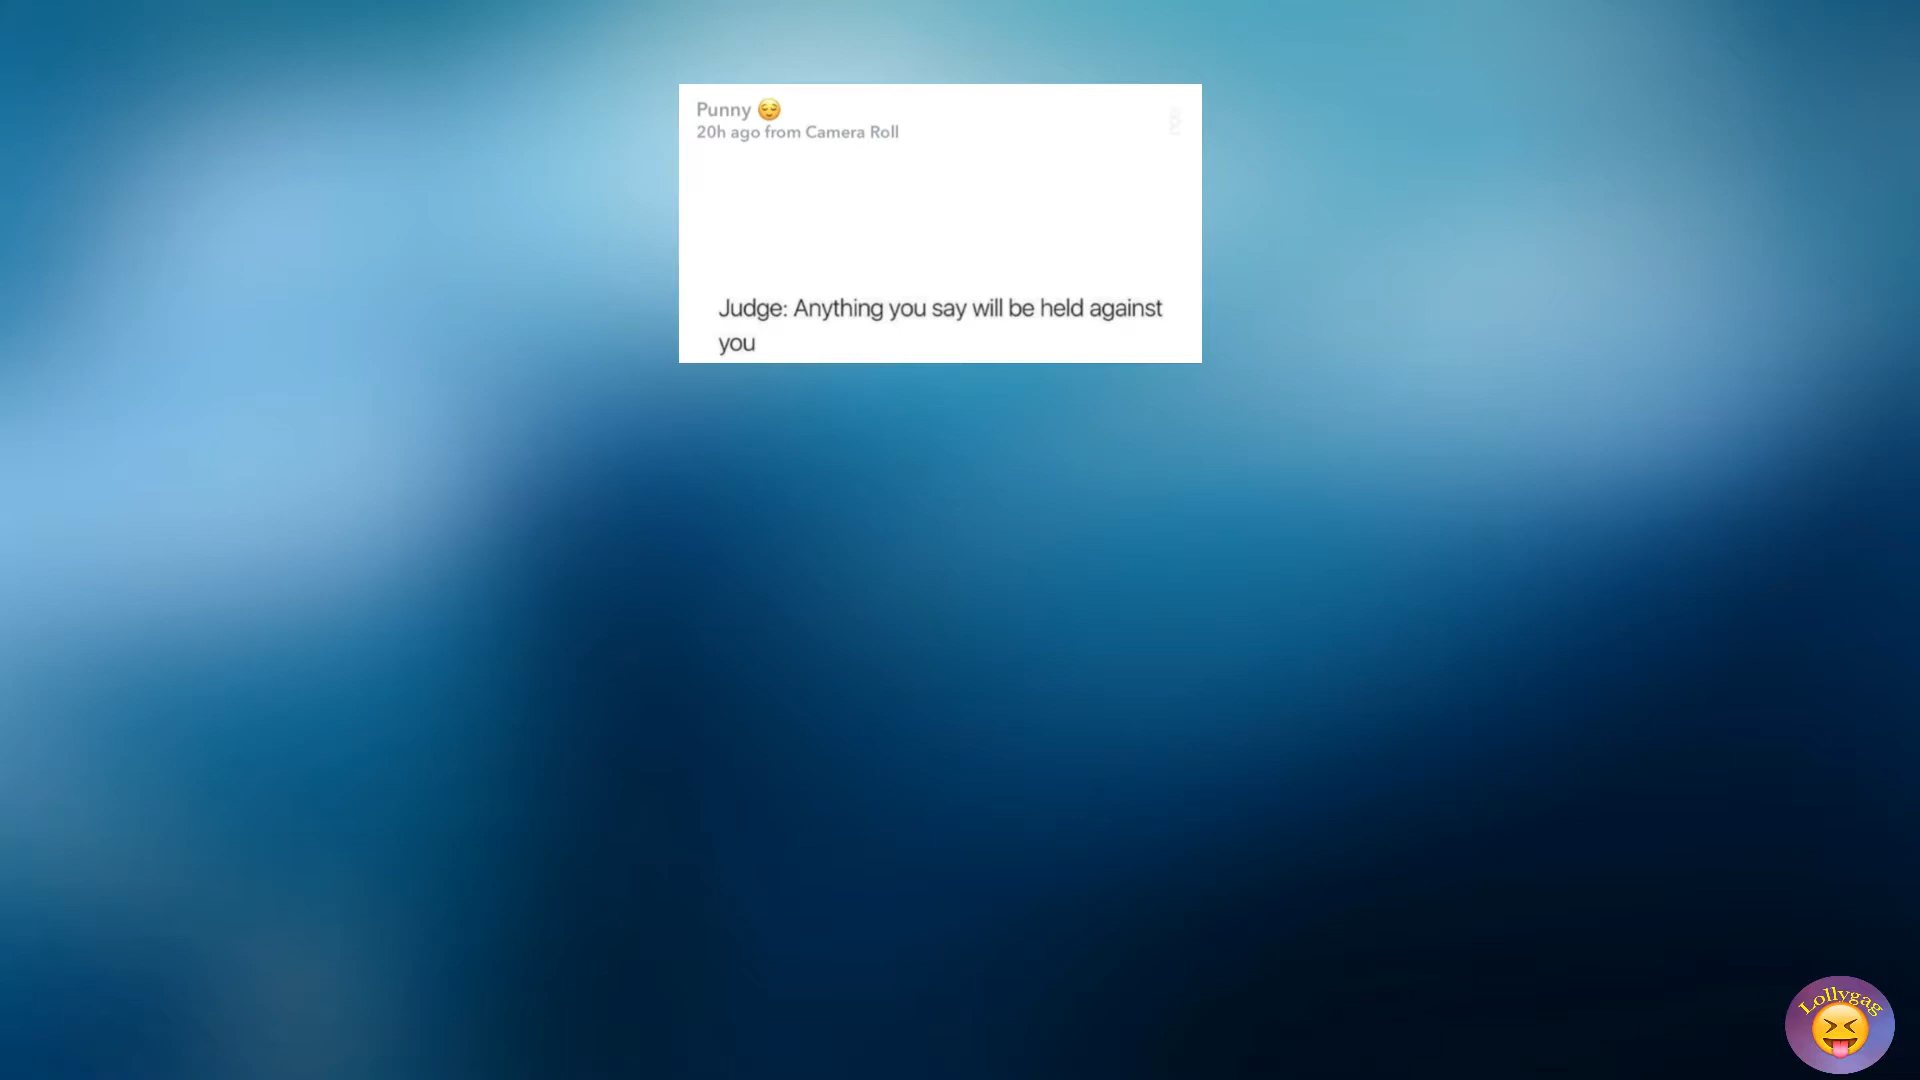 Punny 😌
20h ago from Camera Roll
Judge: Anything you say will be held against
you
Lollygag